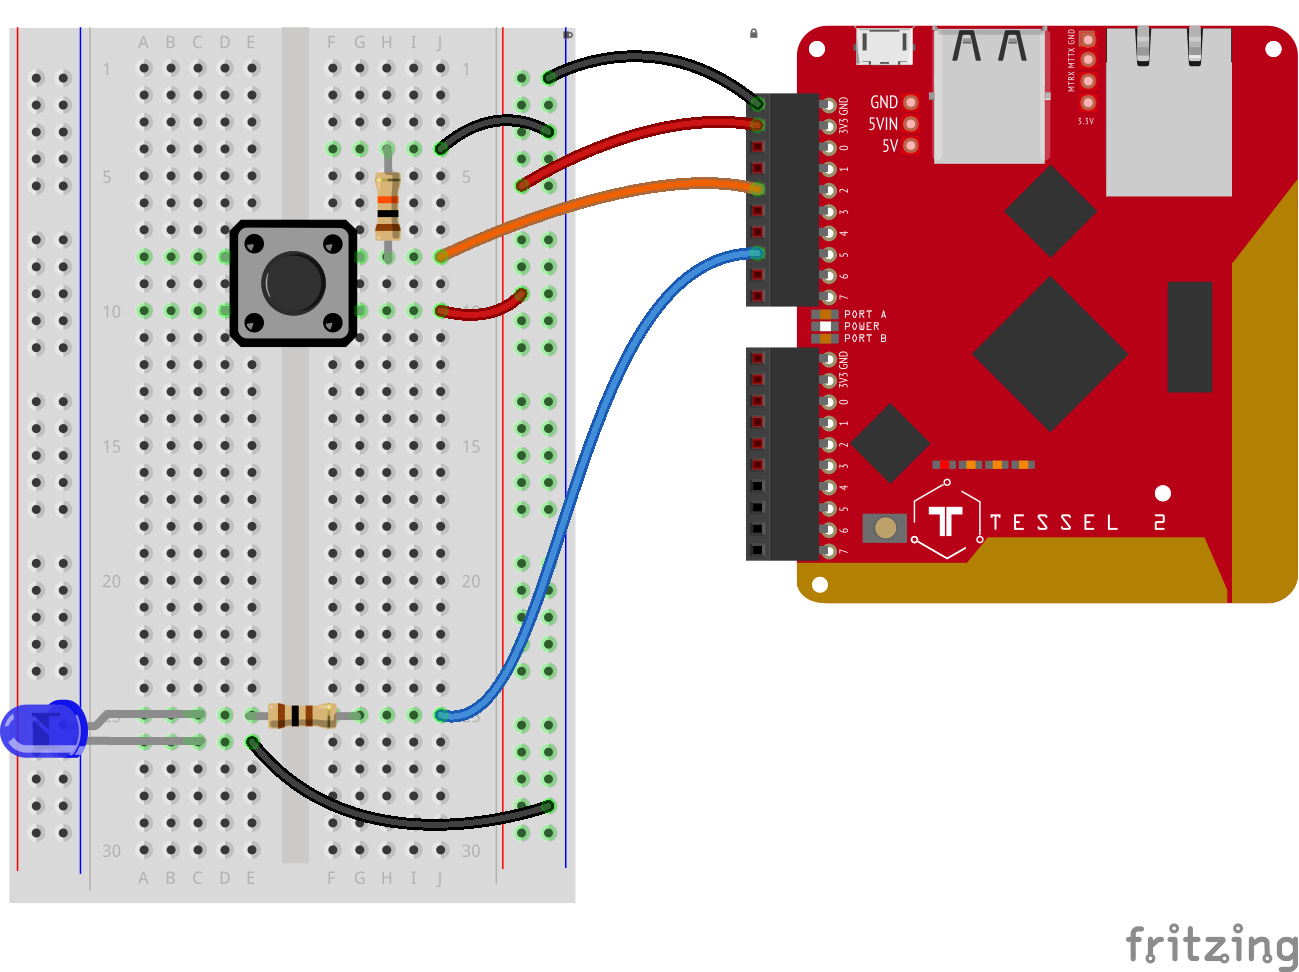 A B C D E F G H I J
1 1
5
10
15 15
20 20
25
30 30
A B C D E F G H I J
GND
5VIN
5V
MTRX MTTX GND
3.3V
GND
3V3
0
1
2
3
4
5
6
7
PORT A
POWER
PORT B
GND
3V3
0
1
2
3
4
5
6
7
TESSEL 2
fritzing